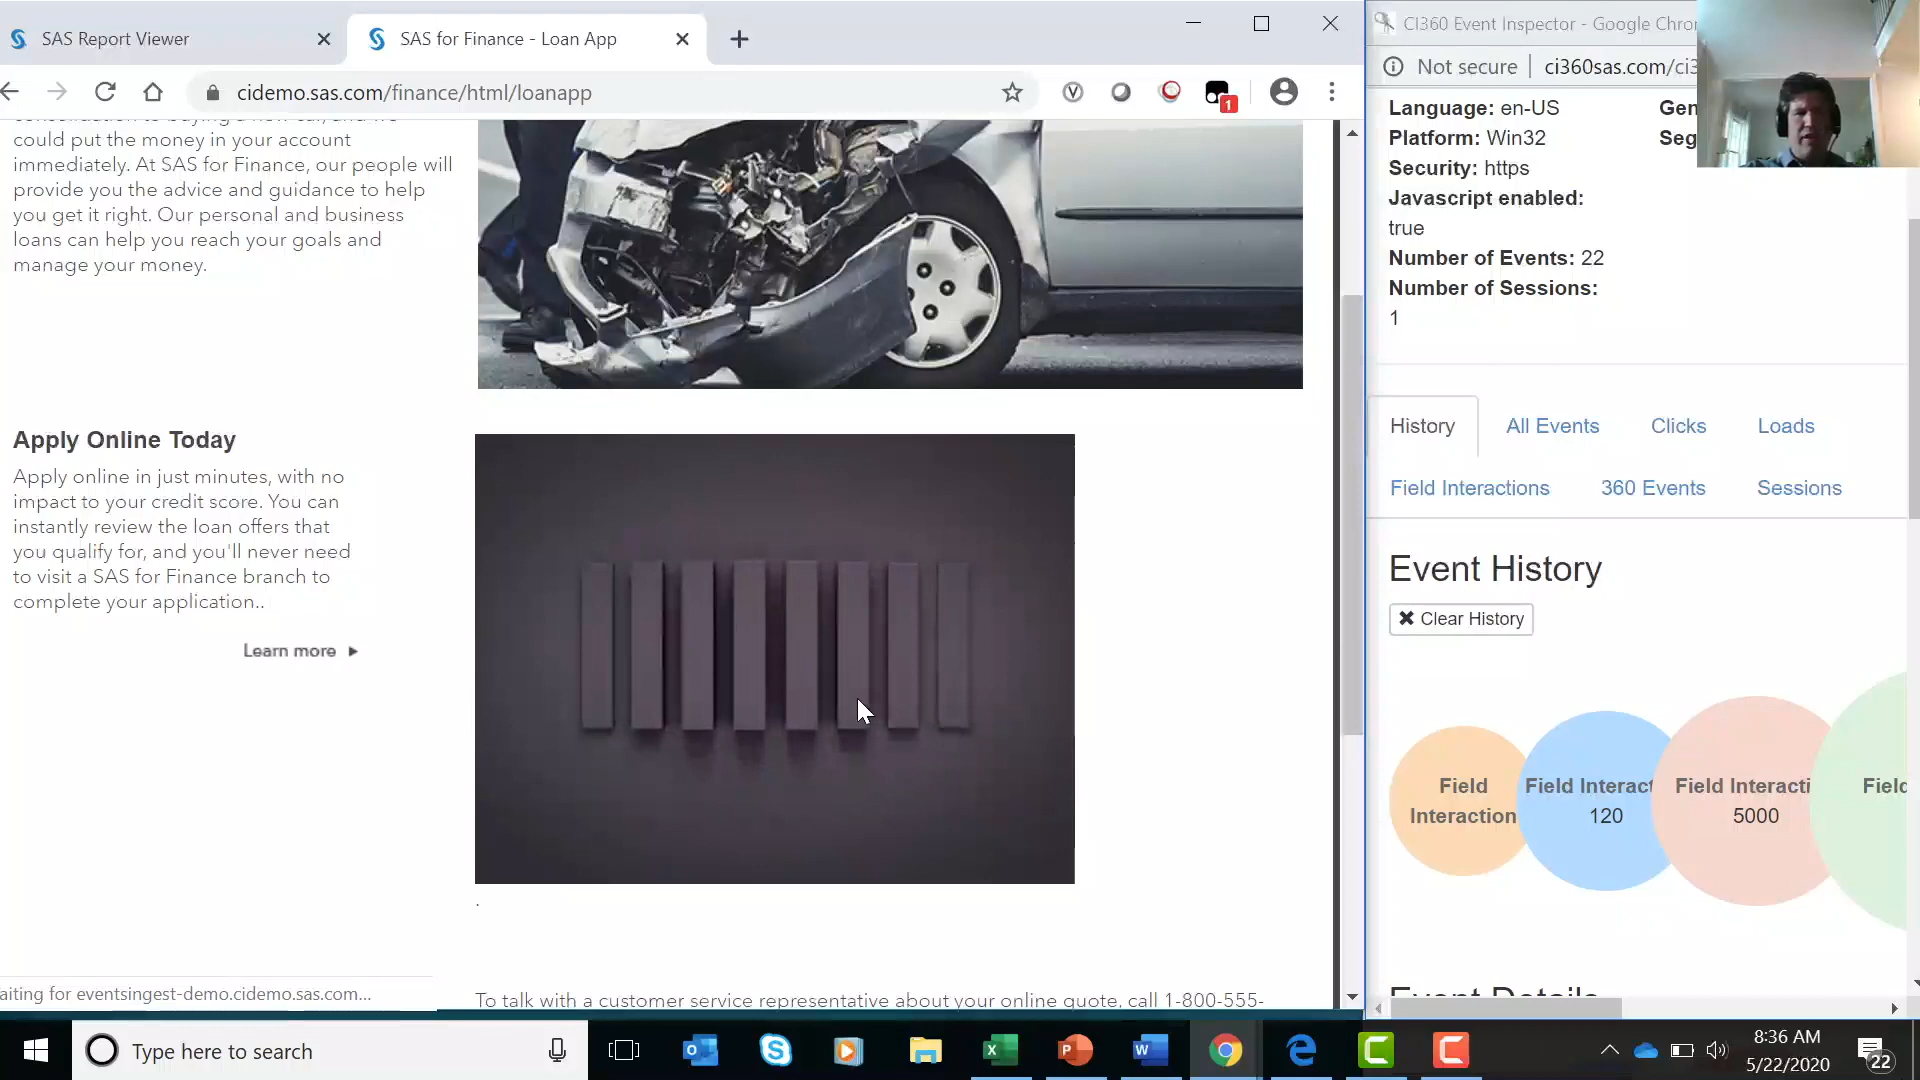 SAS Report Viewer
SAS for Finance - Loan App
CI360 Event Inspector - Google Chro
cidemo.sas.com/finance/html/loanapp
1
Not secure
ci360sas.com/ci3
could put the money in your account
immediately. At SAS for Finance, our people will
provide you the advice and guidance to help
you get it right. Our personal and business
loans can help you reach your goals and
manage your money.
Apply Online Today
Apply online in just minutes, with no
impact to your credit score. You can
instantly review the loan offers that
you qualify for, and you'll never need
to visit a SAS for Finance branch to
complete your application..
Learn more
.
To talk with a customer service representative about your online quote, call 1-800-555-
aiting for eventsingest-demo.cidemo.sas.com...
Language: en-US
Gen
Platform: Win32
Seg
Security: https
Javascript enabled:
true
Number of Events: 22
Number of Sessions:
1
History
All Events
Clicks
Loads
Field Interactions
360 Events
Sessions
Event History
Clear History
Field
Interaction
Field Interact
120
Field Interacti
5000
Field
Event Details
Type here to search
8:36 AM
5/22/2020
22